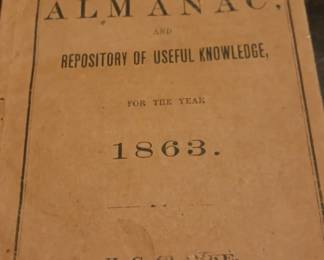 ALMANAC,
AND
REPOSITORY OF USEFUL KNOWLEDGE,
FOR THE YEAR
1863.